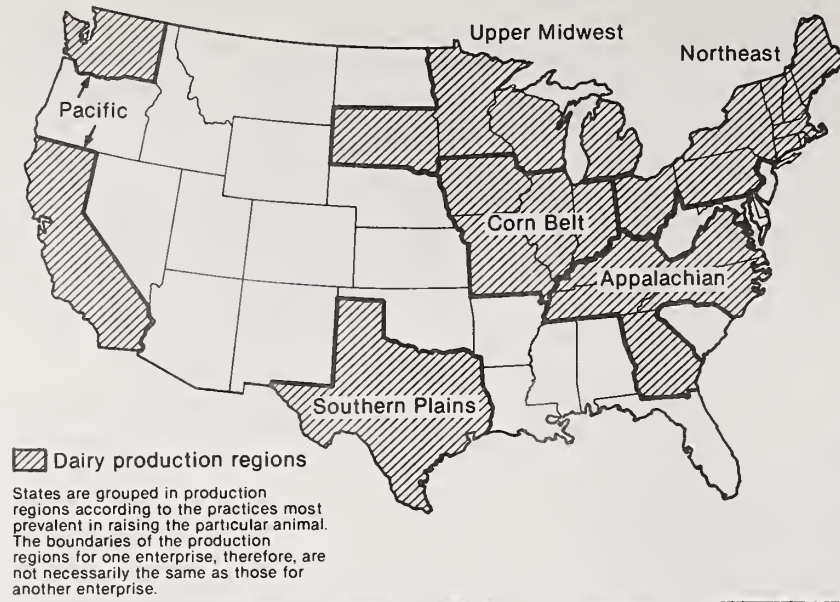 Upper Midwest
Northeast
Pacific
Corn Belt
Appalachian
Southern Plains
Dairy production regions
States are grouped in production
regions according to the practices most
prevalent in raising the particular animal.
The boundaries of the production
regions for one enterprise, therefore, are
not necessarily the same as those for
another enterprise.